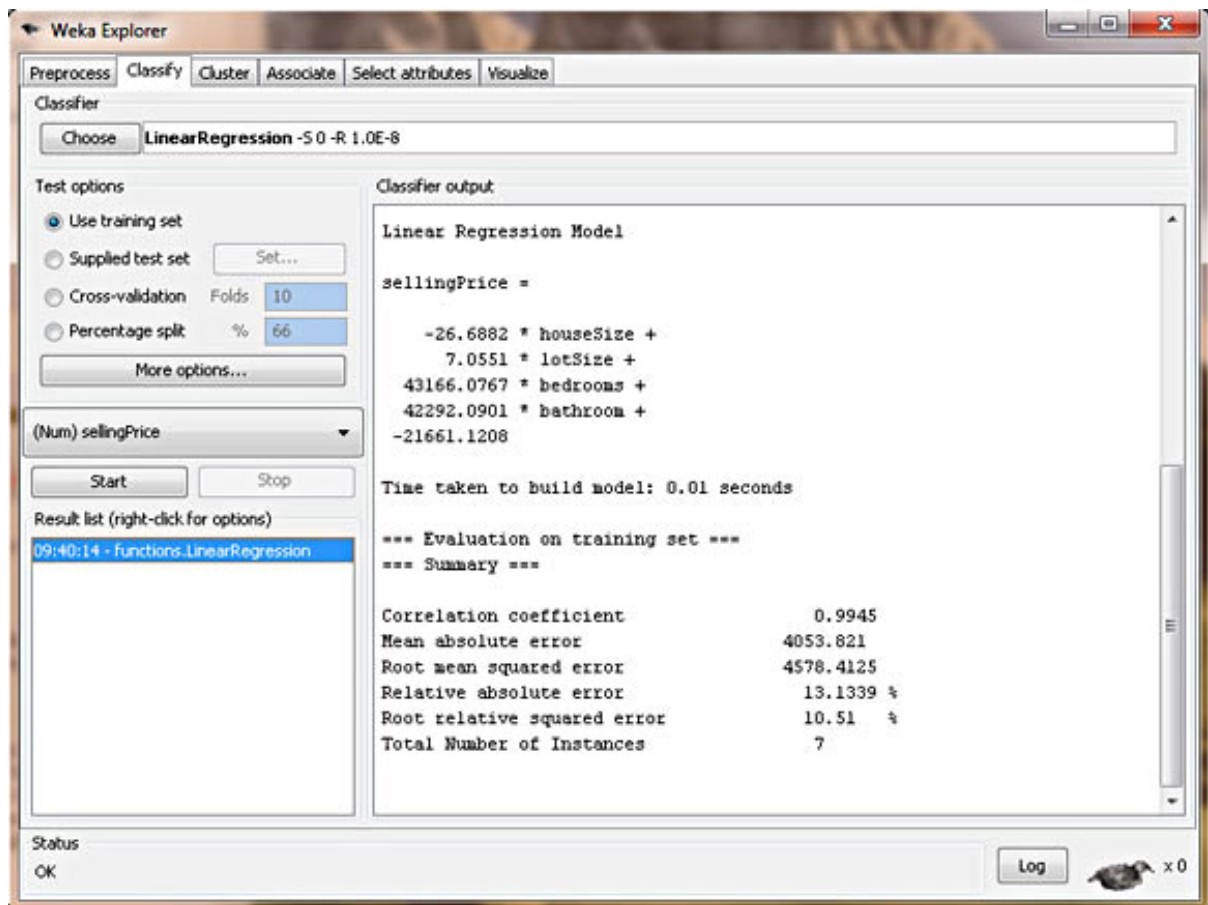 Weka Explorer
Preprocess Classify Cluster Associate Select attributes Visualize
Classifier
Choose LinearRegression -S 0 -R 1.0E-8
Test options
Use training set
Supplied test set Set...
Cross-validation Folds 10
Percentage split % 66
More options...
(Num) sellingPrice
Start Stop
Result list (right-click for options)
09:40:14 - functions.LinearRegression
Classifier output
Linear Regression Model
sellingPrice =
-26.6882 * houseSize +
7.0551 * lotSize +
43166.0767 * bedrooms +
42292.0901 * bathroom +
-21661.1208
Time taken to build model: 0.01 seconds
=== Evaluation on training set ===
=== Summary ===
Correlation coefficient 0.9945
Mean absolute error 4053.821
Root mean squared error 4578.4125
Relative absolute error 13.1339 %
Root relative squared error 10.51 %
Total Number of Instances 7
Status
OK
Log
x 0